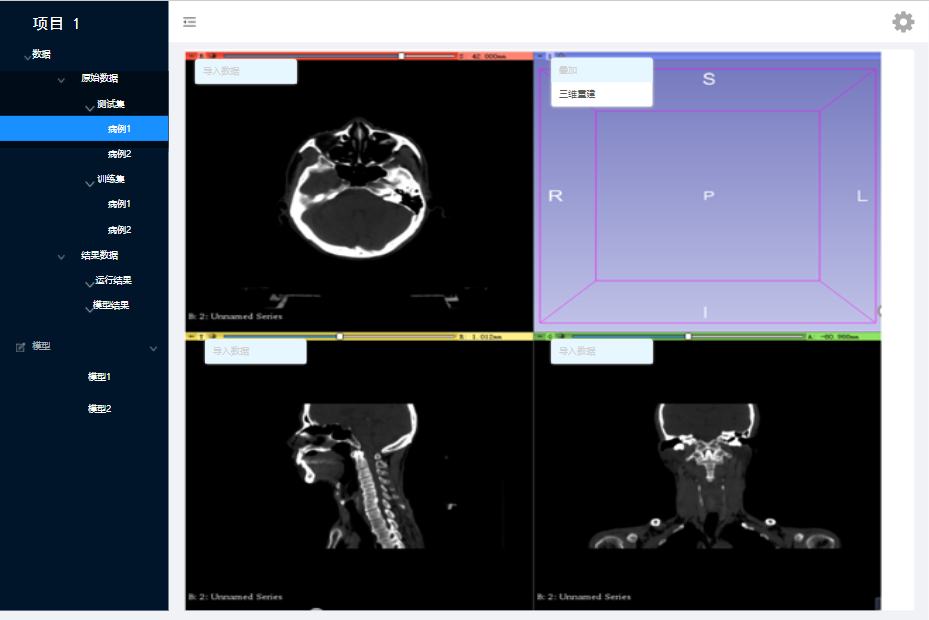 项目 1
数据
原始数据
测试集
病例1
病例2
训练集
病例1
病例2
结果数据
运行结果
模型结果
模型
模型1
模型2
R
S: 42.000mm
导入数据
B: 2: Unnamed Series
叠加
三维重建
S
R
P
L
I
Y
R: 1.012mm
导入数据
B: 2: Unnamed Series
G
A: -60.900mm
导入数据
B: 2: Unnamed Series